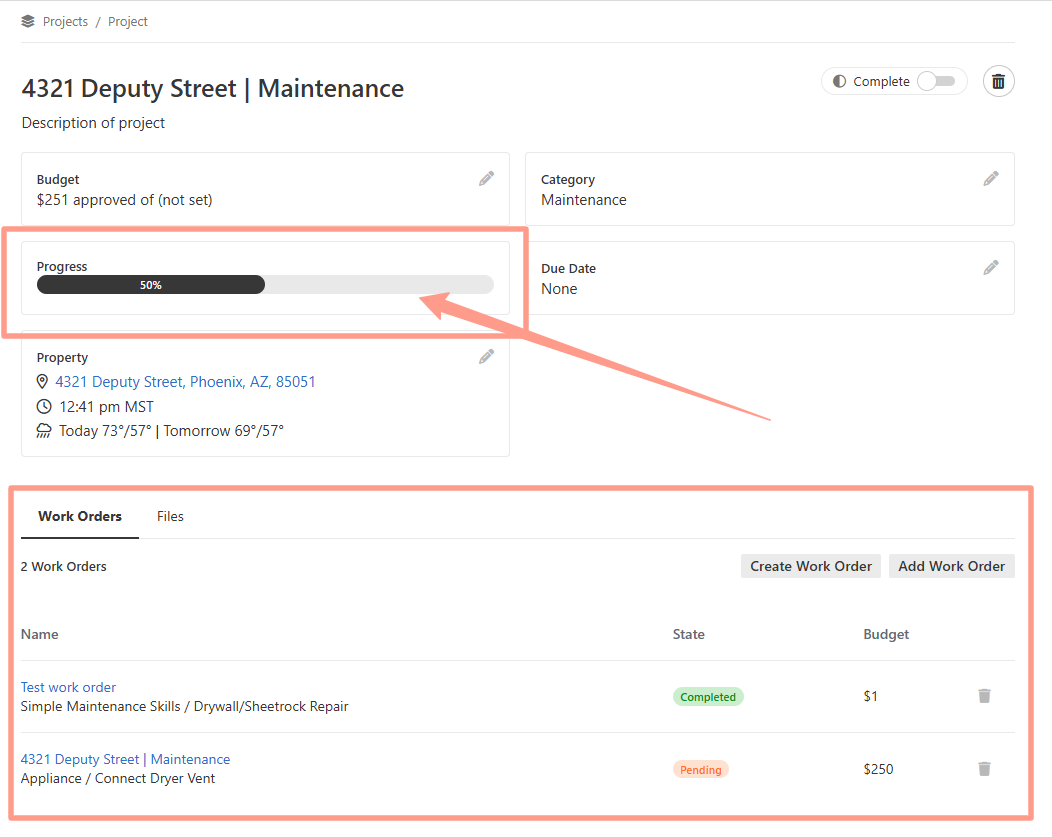 Projects / Project
4321 Deputy Street | Maintenance
Complete
Description of project
Budget
$251 approved of (not set)
Category
Maintenance
Progress
50%
Due Date
None
Property
4321 Deputy Street, Phoenix, AZ, 85051
12:41 pm MST
Today 73°/57° | Tomorrow 69°/57°
Work Orders Files
2 Work Orders Create Work Order Add Work Order
Name State Budget
Test work order
Simple Maintenance Skills / Drywall/Sheetrock Repair
Completed $1
4321 Deputy Street | Maintenance
Appliance / Connect Dryer Vent
Pending $250